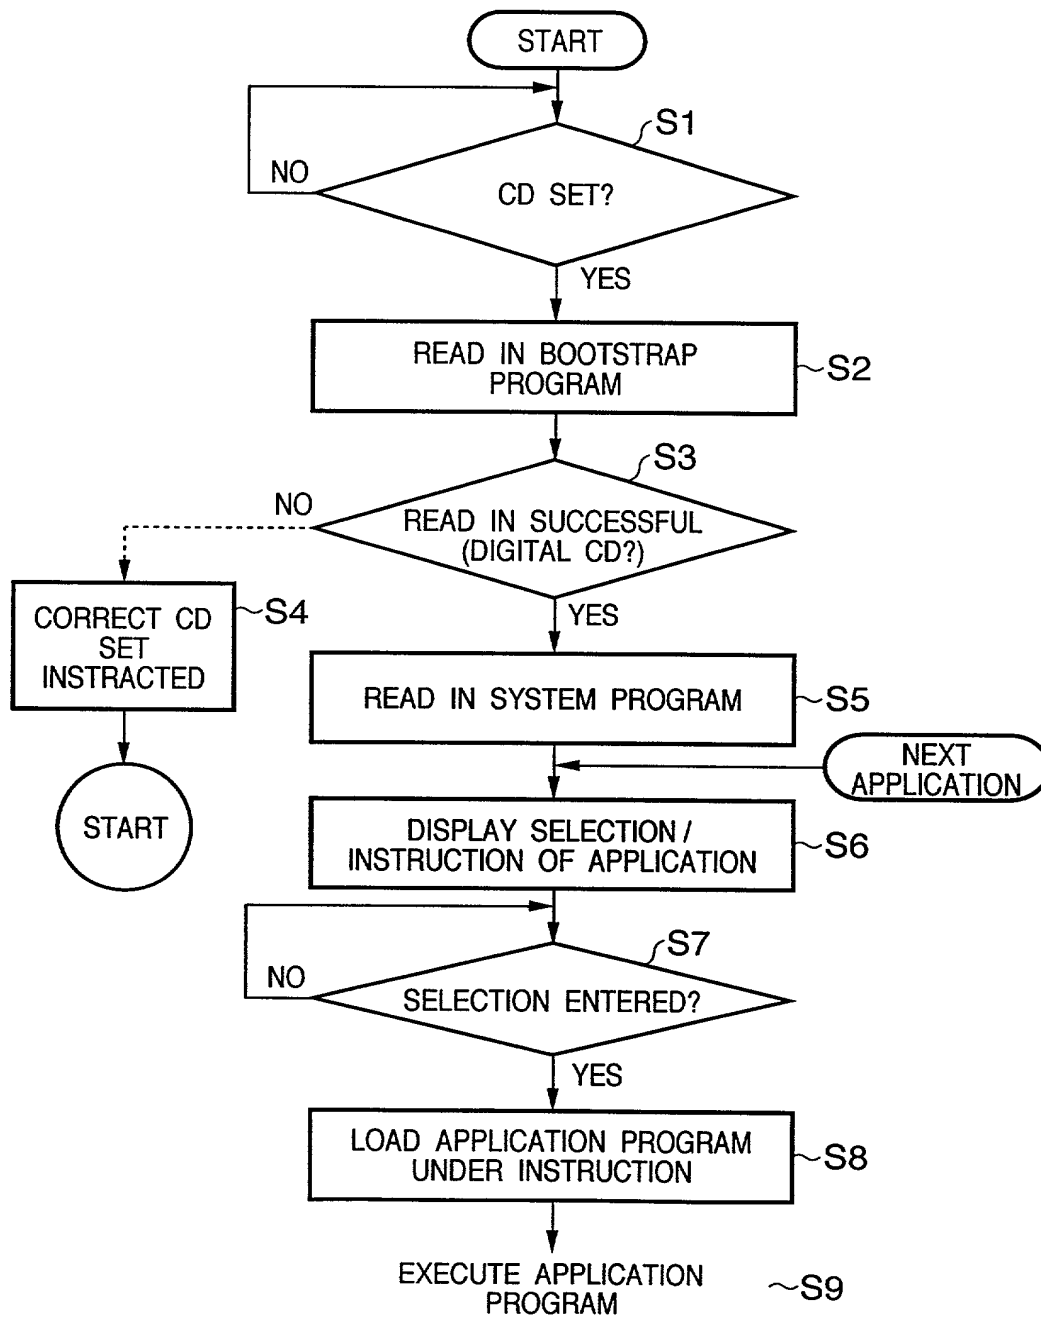 START
S1
NO
CD SET?
YES
READ IN BOOTSTRAP
PROGRAM
S2
S3
NO
READ IN SUCCESSFUL
(DIGITAL CD?)
YES
CORRECT CD
SET
INSTRACTED
S4
READ IN SYSTEM PROGRAM
S5
NEXT
APPLICATION
START
DISPLAY SELECTION /
INSTRUCTION OF APPLICATION
S6
S7
NO
SELECTION ENTERED?
YES
LOAD APPLICATION PROGRAM
UNDER INSTRUCTION
S8
EXECUTE APPLICATION
PROGRAM
S9